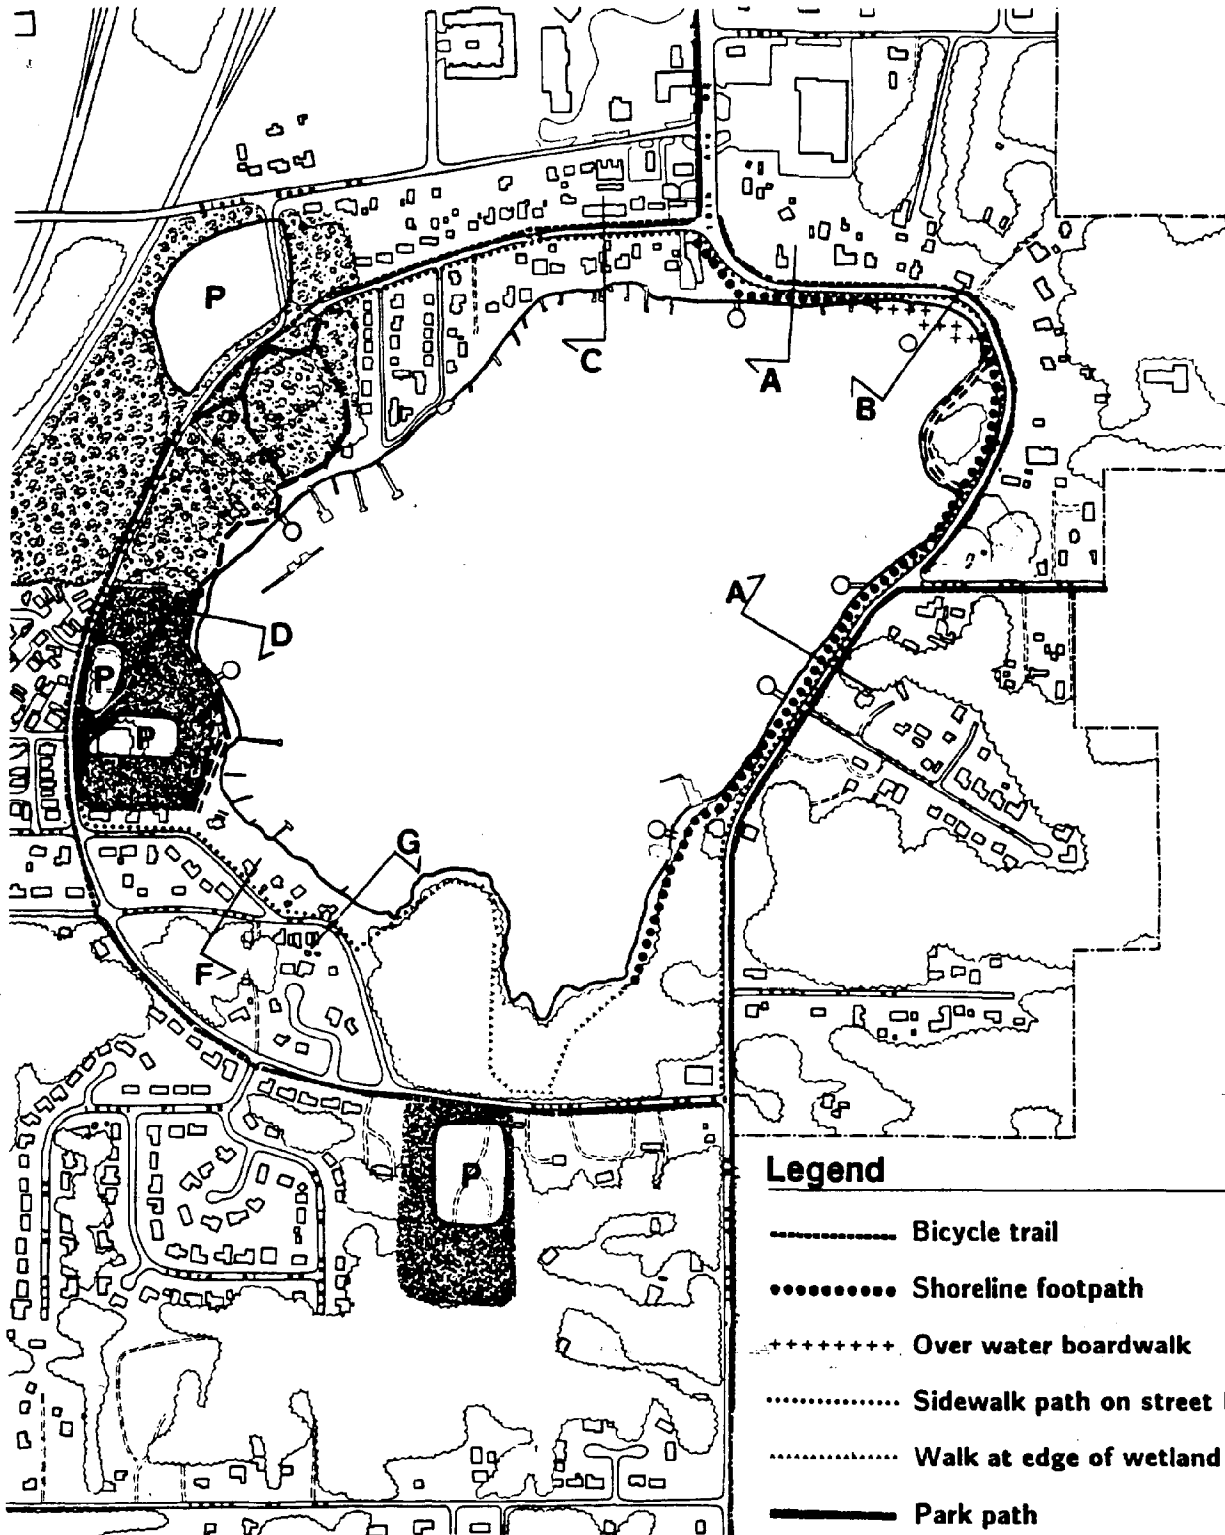 P
C
A
B
A
D
P
P
G
F
P
Legend
Bicycle trail
Shoreline footpath
Over water boardwalk
Sidewalk path on street
Walk at edge of wetland
Park path